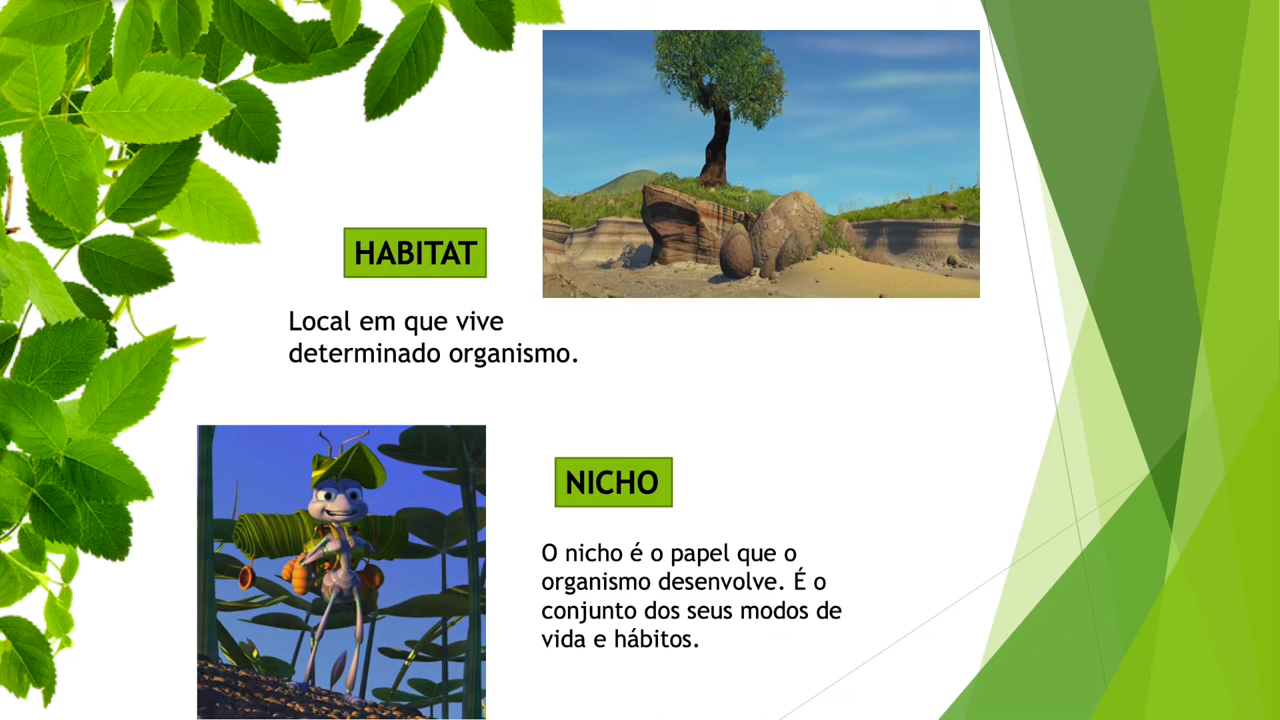 HABITAT
Local em que vive
determinado organismo.
NICHO
O nicho é o papel que o
organismo desenvolve. É o
conjunto dos seus modos de
vida e hábitos.